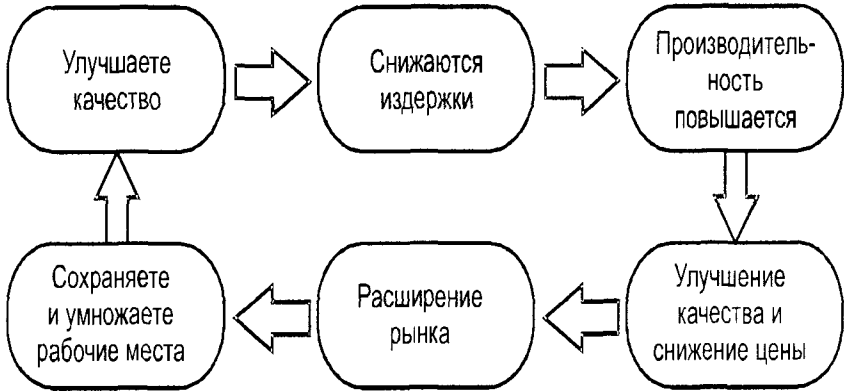 Улучшаете
качество
Снижаются
издержки
Производитель-
ность
повышается
Улучшение
качества и
снижение цены
Расширение
рынка
Сохраняете
и умножаете
рабочие места